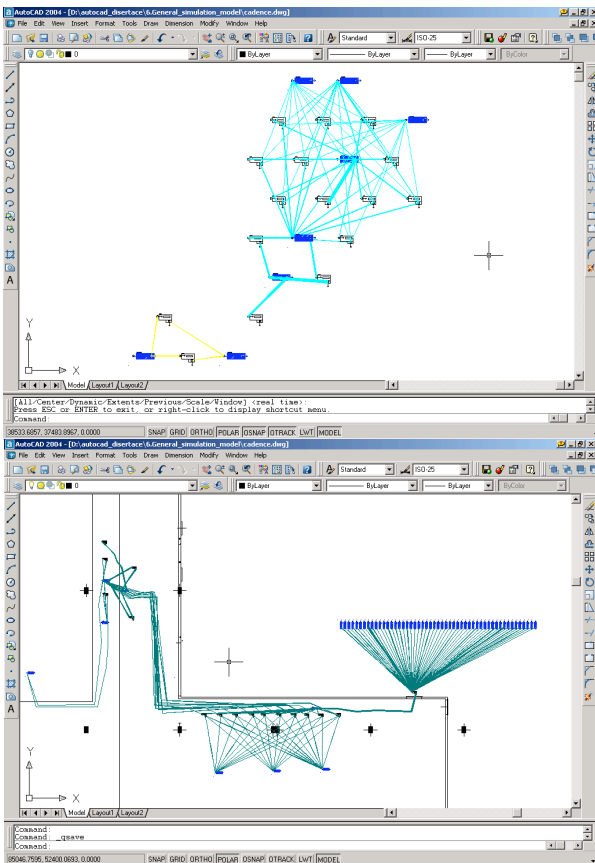 AutoCAD 2004 - [D:\autocad_disertace\6.General_simulation_model\cadence.dwg]
File Edit View Insert Format Tools Draw Dimension Modify Window Help
Standard ISO-25
0 ByLayer ByLayer ByLayer ByColor
Y
X
Model Layout1 Layout2
[All/Center/Dynamic/Extents/Previous/Scale/Window] <real time>:
Press ESC or ENTER to exit, or right-click to display shortcut menu.
Command:
38533.6857, 37483.8967, 0.0000 SNAP GRID ORTHO POLAR OSNAP OTRACK LWT MODEL
AutoCAD 2004 - [D:\autocad_disertace\6.General_simulation_model\cadence.dwg]
File Edit View Insert Format Tools Draw Dimension Modify Window Help
Standard ISO-25
0 ByLayer ByLayer ByLayer ByColor
Y
X
Model Layout1 Layout2
Command:
Command: _qsave
Command:
85046.7595, 52400.0693, 0.0000 SNAP GRID ORTHO POLAR OSNAP OTRACK LWT MODEL